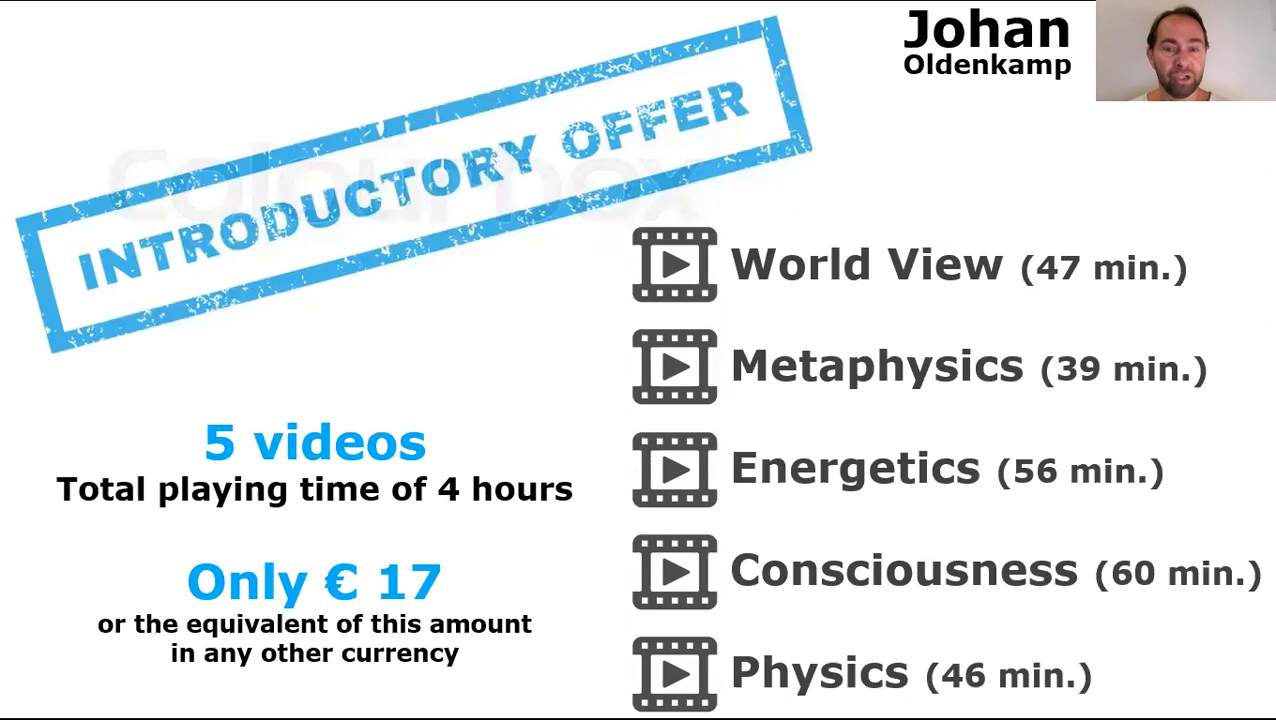 Johan
Oldenkamp
INTRODUCTORY OFFER
colourbox
World View (47 min.)
Metaphysics (39 min.)
Energetics (56 min.)
Consciousness (60 min.)
Physics (46 min.)
5 videos
Total playing time of 4 hours
Only € 17
or the equivalent of this amount
in any other currency